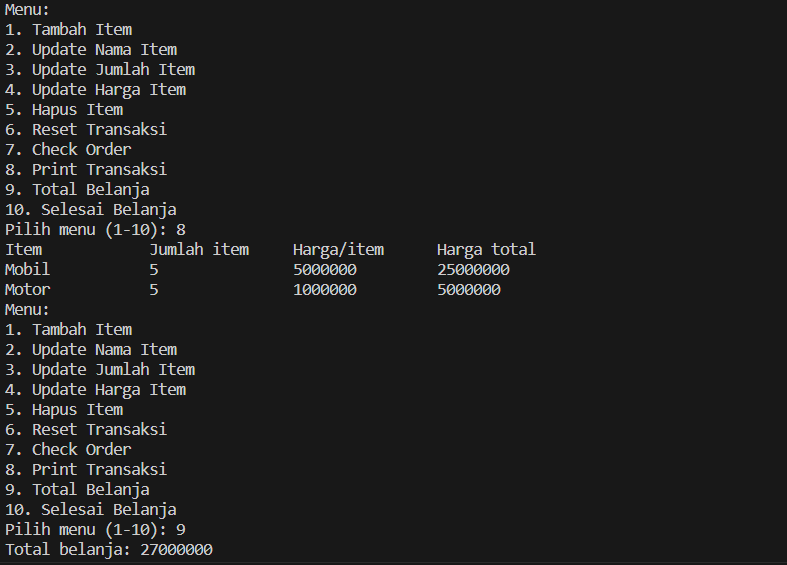 Menu:
1. Tambah Item
2. Update Nama Item
3. Update Jumlah Item
4. Update Harga Item
5. Hapus Item
6. Reset Transaksi
7. Check Order
8. Print Transaksi
9. Total Belanja
10. Selesai Belanja
Pilih menu (1-10): 8
Item Jumlah item Harga/item Harga total
Mobil 5 5000000 25000000
Motor 5 1000000 5000000
Menu:
1. Tambah Item
2. Update Nama Item
3. Update Jumlah Item
4. Update Harga Item
5. Hapus Item
6. Reset Transaksi
7. Check Order
8. Print Transaksi
9. Total Belanja
10. Selesai Belanja
Pilih menu (1-10): 9
Total belanja: 27000000